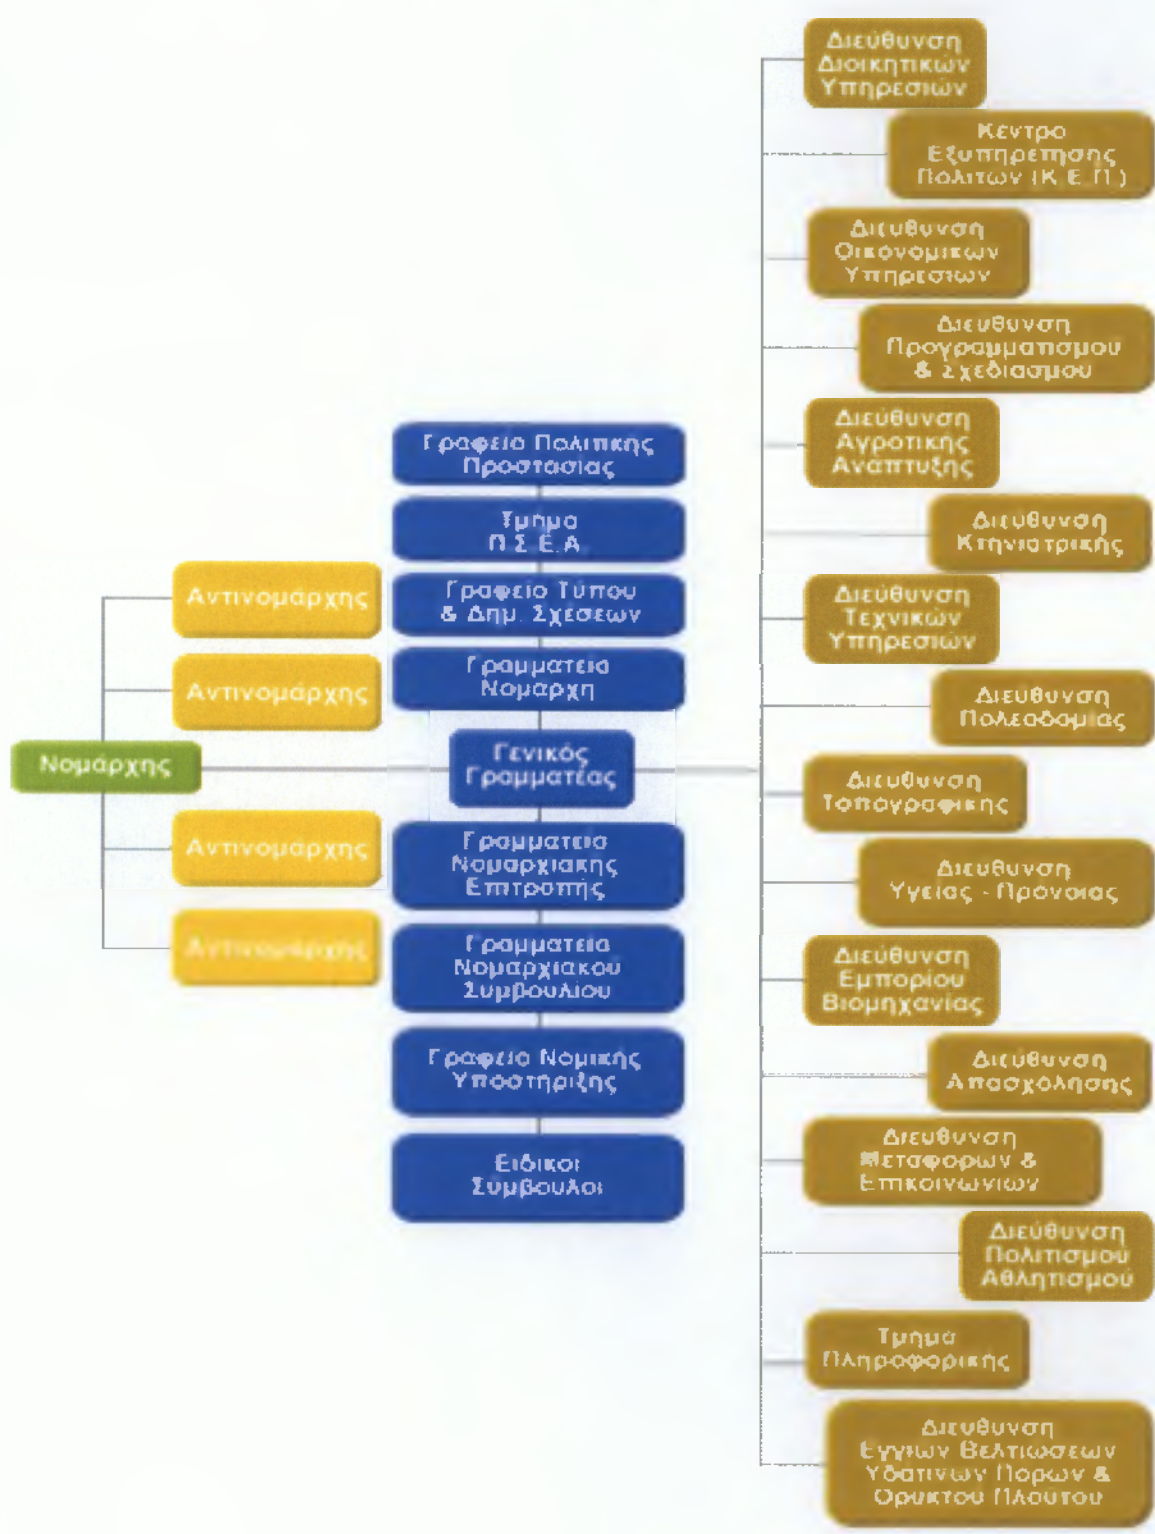 Νομάρχης
Αντινομάρχης
Αντινομάρχης
Αντινομάρχης
Αντινομάρχης
Γραφείο Πολιτικής
Προστασίας
Τμήμα
Π.Σ.Ε.Α.
Γραφείο Τύπου
& Δημ. Σχέσεων
Γραμματεία
Νομάρχη
Γενικός
Γραμματέας
Γραμματεία
Νομαρχιακής
Επιτροπής
Γραμματεία
Νομαρχιακού
Συμβουλίου
Γραφείο Νομικής
Υποστήριξης
Ειδικοί
Σύμβουλοι
Διεύθυνση
Διοικητικών
Υπηρεσιών
Κέντρο
Εξυπηρέτησης
Πολιτών (Κ.Ε.Π.)
Διεύθυνση
Οικονομικών
Υπηρεσιών
Διεύθυνση
Προγραμματισμού
& Σχεδιασμού
Διεύθυνση
Αγροτικής
Ανάπτυξης
Διεύθυνση
Κτηνιατρικής
Διεύθυνση
Τεχνικών
Υπηρεσιών
Διεύθυνση
Πολεοδομίας
Διεύθυνση
Τοπογραφικής
Διεύθυνση
Υγείας - Πρόνοιας
Διεύθυνση
Εμπορίου
Βιομηχανίας
Διεύθυνση
Απασχόλησης
Διεύθυνση
Μεταφορών &
Επικοινωνιών
Διεύθυνση
Πολιτισμού
Αθλητισμού
Τμήμα
Πληροφορικής
Διεύθυνση
Εγγείων Βελτιώσεων
Υδάτινων Πόρων &
Ορυκτού Πλούτου